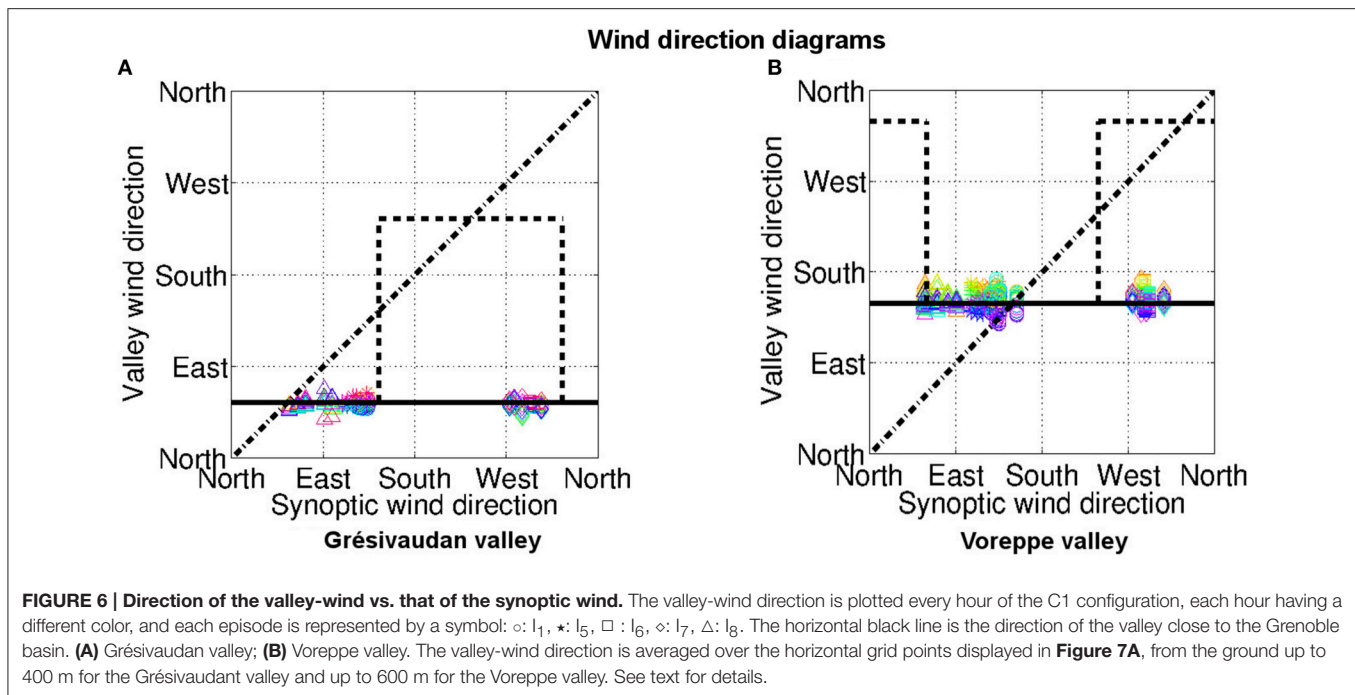 Wind direction diagrams
A
North
West
South
East
North
Valley wind direction
North East South West North
Synoptic wind direction
Grésivaudan valley
B
North
West
South
East
North
Valley wind direction
North East South West North
Synoptic wind direction
Voreppe valley
FIGURE 6 | Direction of the valley-wind vs. that of the synoptic wind. The valley-wind direction is plotted every hour of the C1 configuration, each hour having a
different color, and each episode is represented by a symbol: ○: I1, ⋆: I5, □ : I6, ⋄: I7, △: I8. The horizontal black line is the direction of the valley close to the Grenoble
basin. (A) Grésivaudan valley; (B) Voreppe valley. The valley-wind direction is averaged over the horizontal grid points displayed in Figure 7A, from the ground up to
400 m for the Grésivaudant valley and up to 600 m for the Voreppe valley. See text for details.